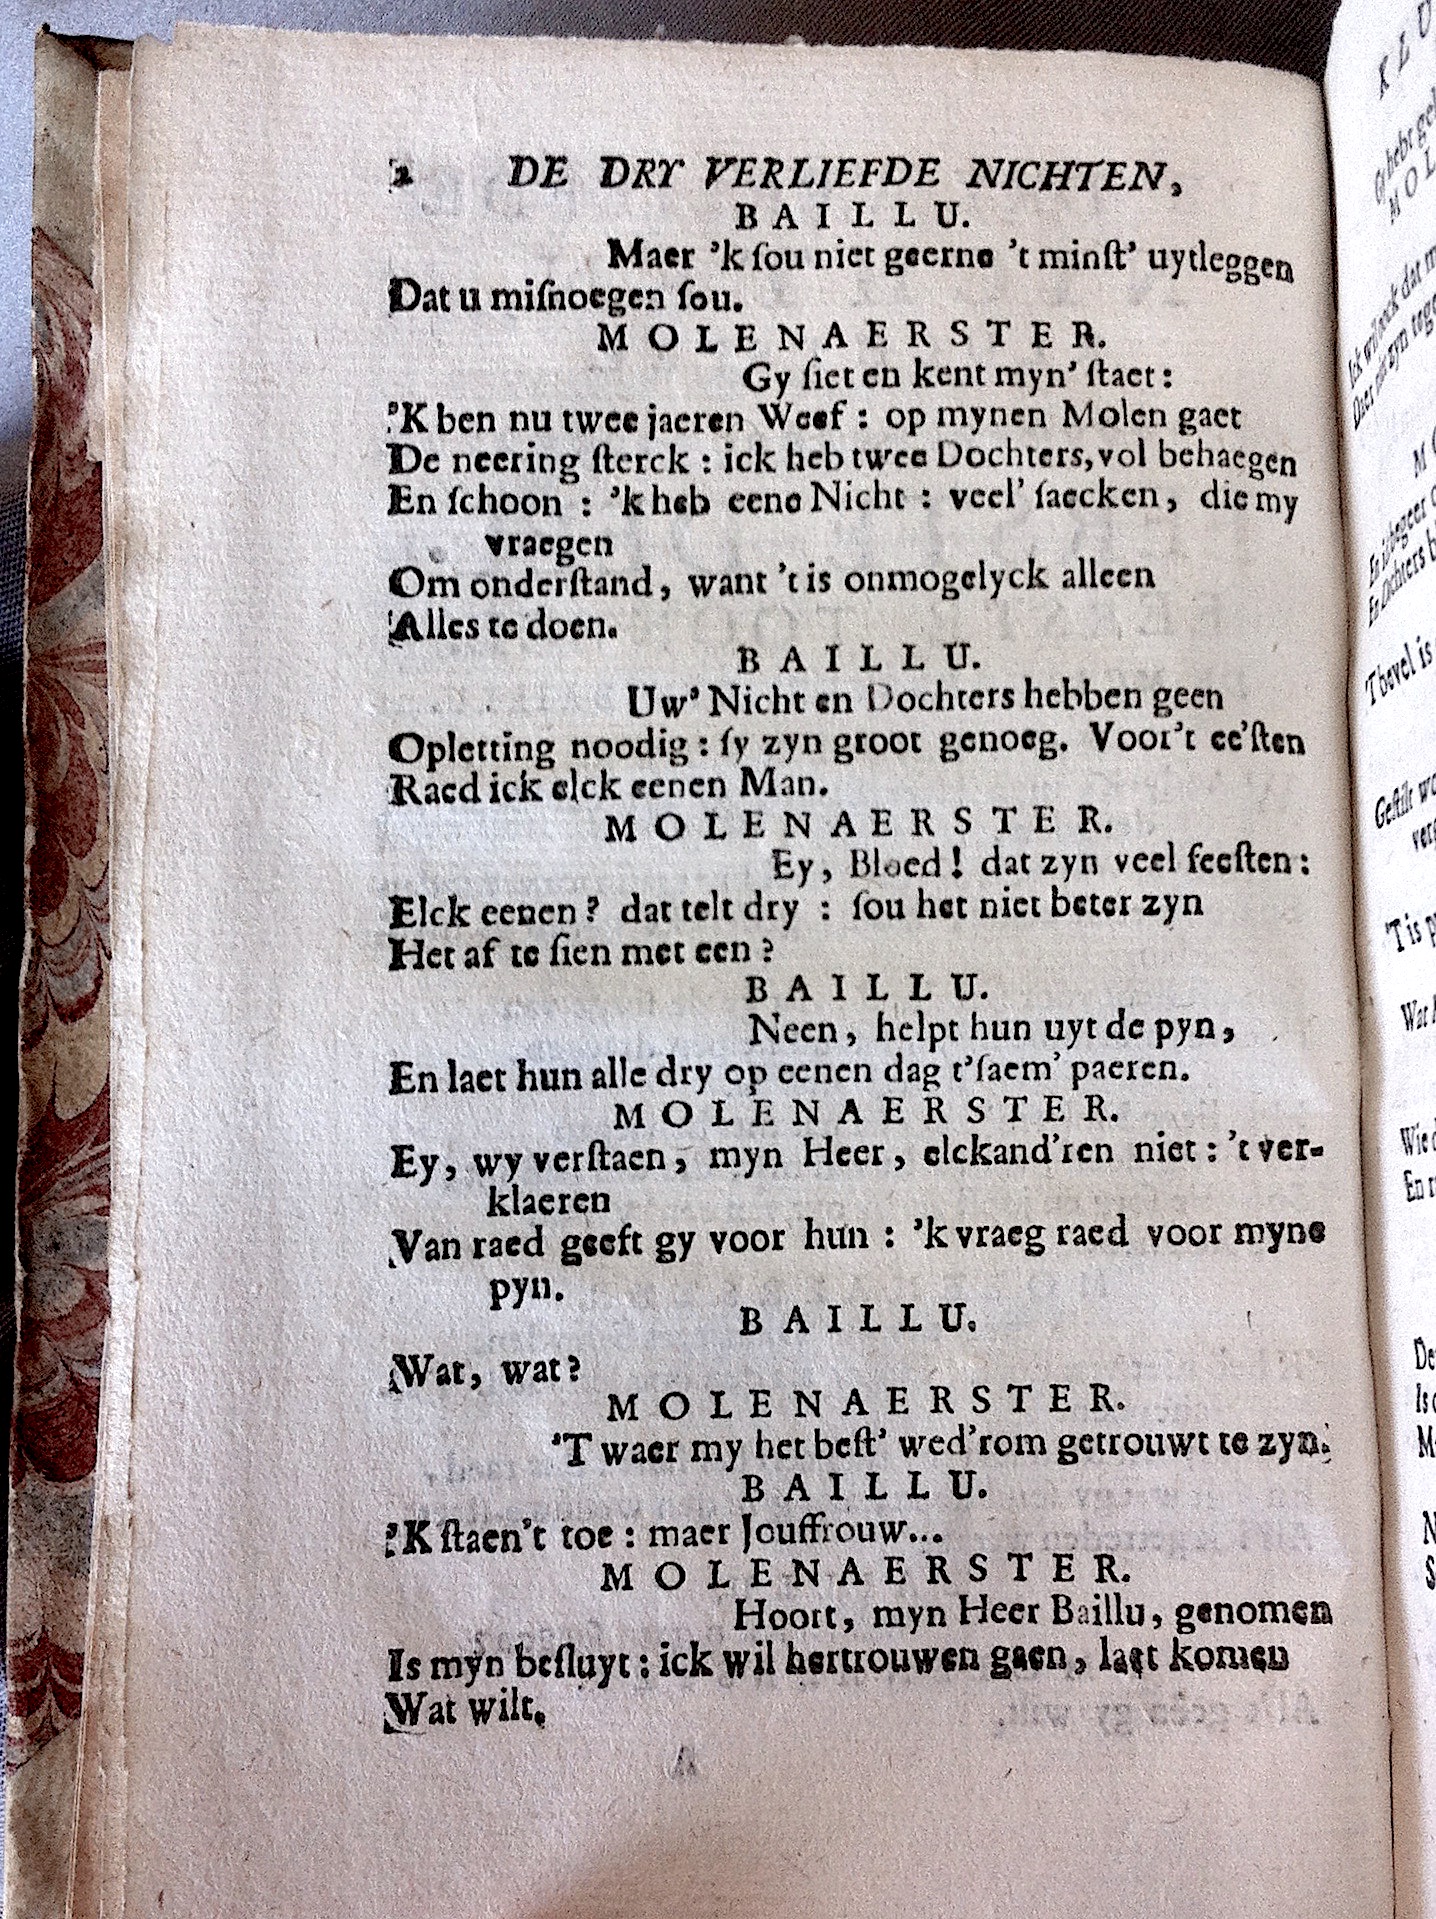 2 DE DRY VERLIEFDE NICHTEN,
BAILLU.
Maer 'k ſou niet geerne 't minſt' uytleggen
Dat u miſnoegen ſou.
MOLENAERSTER.
Gy ſiet en kent myn' ſtaet:
'K ben nu twee jaeren Weef: op mynen Molen gaet
De neering ſterck: ick heb twee Dochters, vol behaegen
En ſchoon: 'k heb eene Nicht: veel' ſaecken, die my
vraegen
Om onderſtand, want 't is onmogelyck alleen
Alles te doen.
BAILLU.
Uw' Nicht en Dochters hebben geen
Opletting noodig: ſy zyn groot genoeg. Voor't ee'ſten
Raed ick elck eenen Man.
MOLENAERSTER.
Ey, Bloed! dat zyn veel feeſten:
Elck eenen? dat telt dry: ſou het niet beter zyn
Het af te ſien met een?
BAILLU.
Neen, helpt hun uyt de pyn,
En laet hun alle dry op eenen dag t'ſaem' paeren.
MOLENAERSTER.
Ey, wy verſtaen, myn Heer, elckand'ren niet: 't ver-
klaeren
Van raed geeft gy voor hun: 'k vraeg raed voor myne
pyn.
BAILLU.
Wat, wat?
MOLENAERSTER.
'T waer my het beſt' wed'rom getrouwt te zyn.
BAILLU.
'K ſtaen't toe: maer Jouffrouw...
MOLENAERSTER.
Hoort, myn Heer Baillu, genomen
Is myn beſluyt: ick wil hertrouwen gaen, laet komen
Wat wilt.